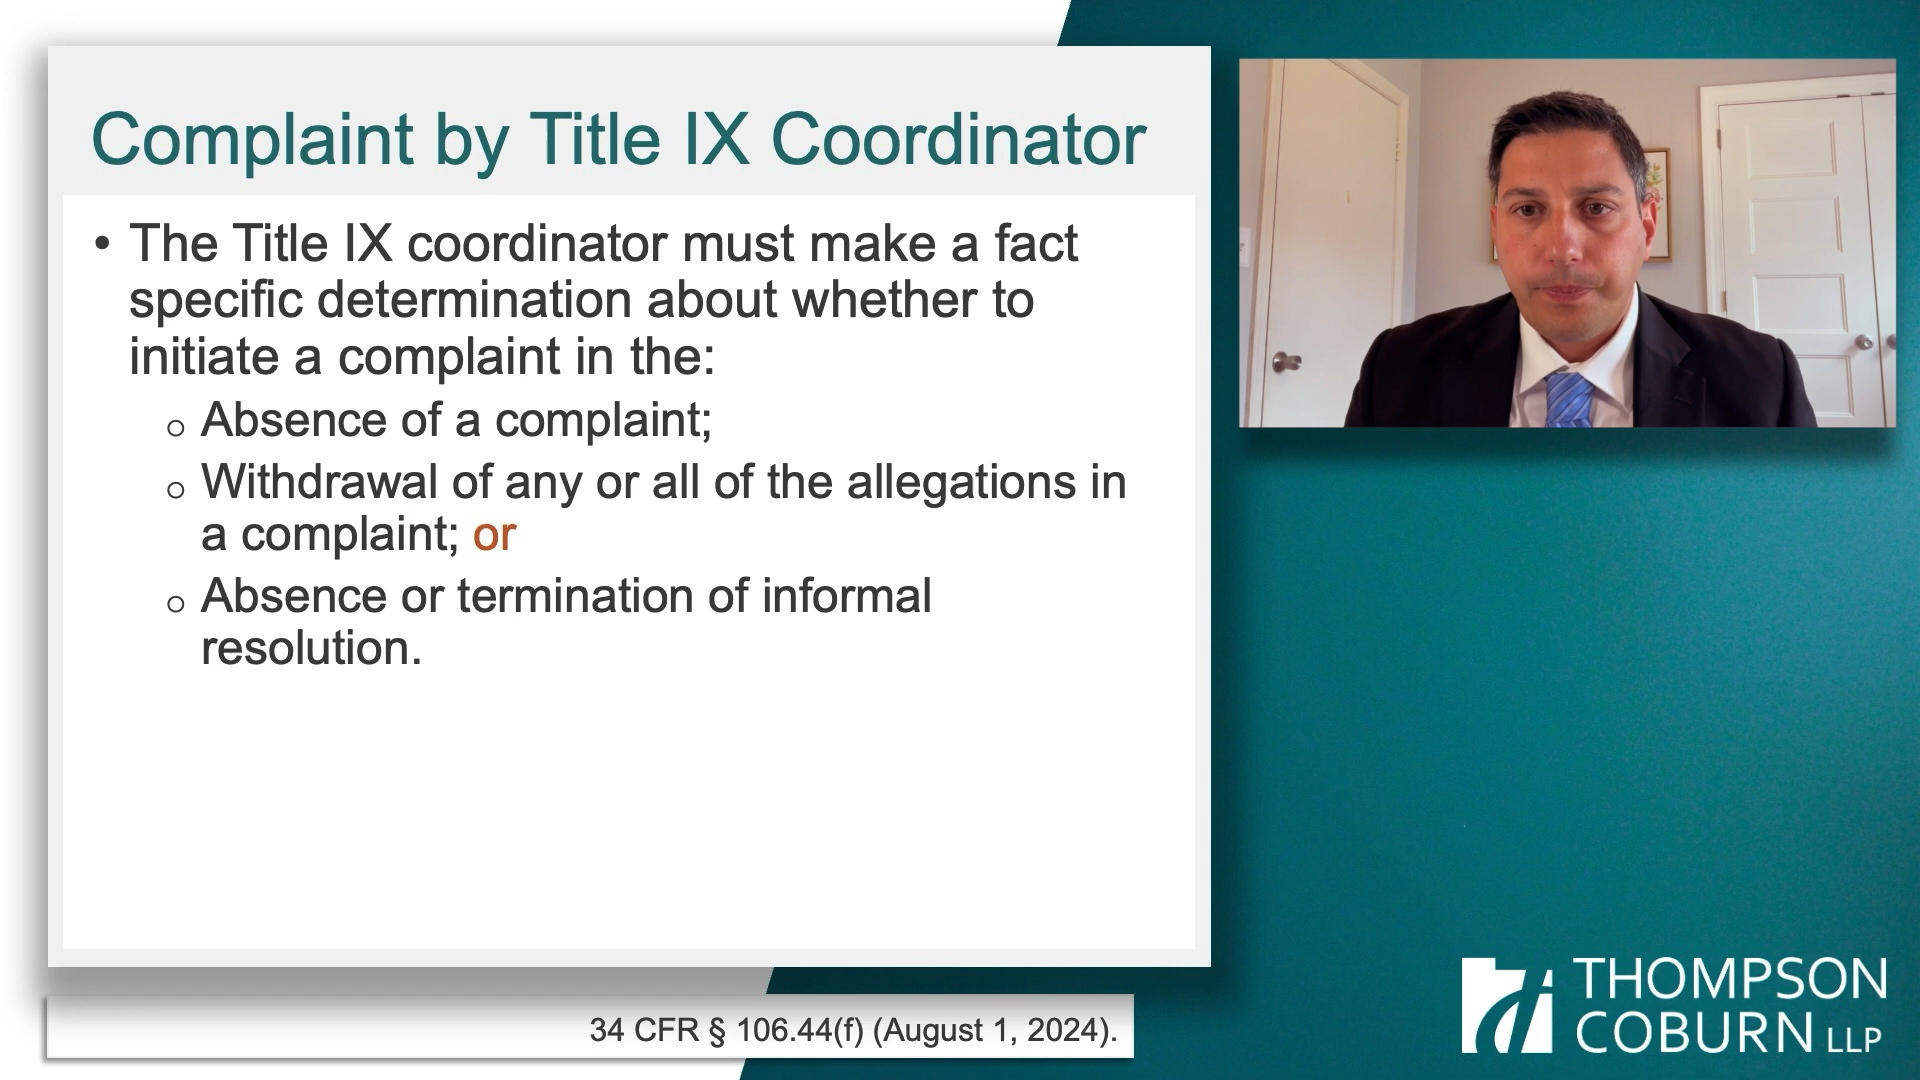 Complaint by Title IX Coordinator
• The Title IX coordinator must make a fact
specific determination about whether to
initiate a complaint in the:
o Absence of a complaint;
o Withdrawal of any or all of the allegations in
a complaint; or
o Absence or termination of informal
resolution.
34 CFR § 106.44(f) (August 1, 2024).
THOMPSON
COBURN LLP